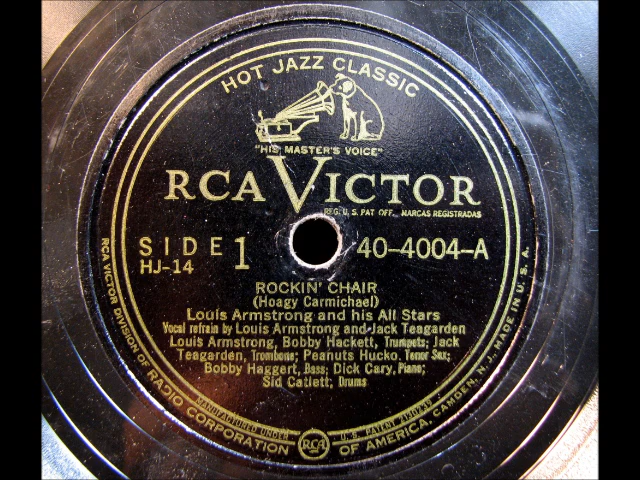 HOT JAZZ CLASSIC
"HIS MASTER'S VOICE"
RCA VICTOR
REG. U. S. PAT. OFF. MARCAS REGISTRADAS
SIDE 1
HJ-14
40-4004-A
ROCKIN' CHAIR
(Hoagy Carmichael)
Louis Armstrong and his All Stars
Vocal refrain by Louis Armstrong and Jack Teagarden
Louis Armstrong, Bobby Hackett, Trumpets; Jack
Teagarden, Trombone; Peanuts Hucko, Tenor Sax;
Bobby Haggert, Bass; Dick Cary, Piano;
Sid Catlett; Drums
MANUFACTURED UNDER U. S. PATENT
RCA VICTOR DIVISION OF RADIO CORPORATION OF AMERICA, CAMDEN, N. J. MADE IN U. S. A.
RCA